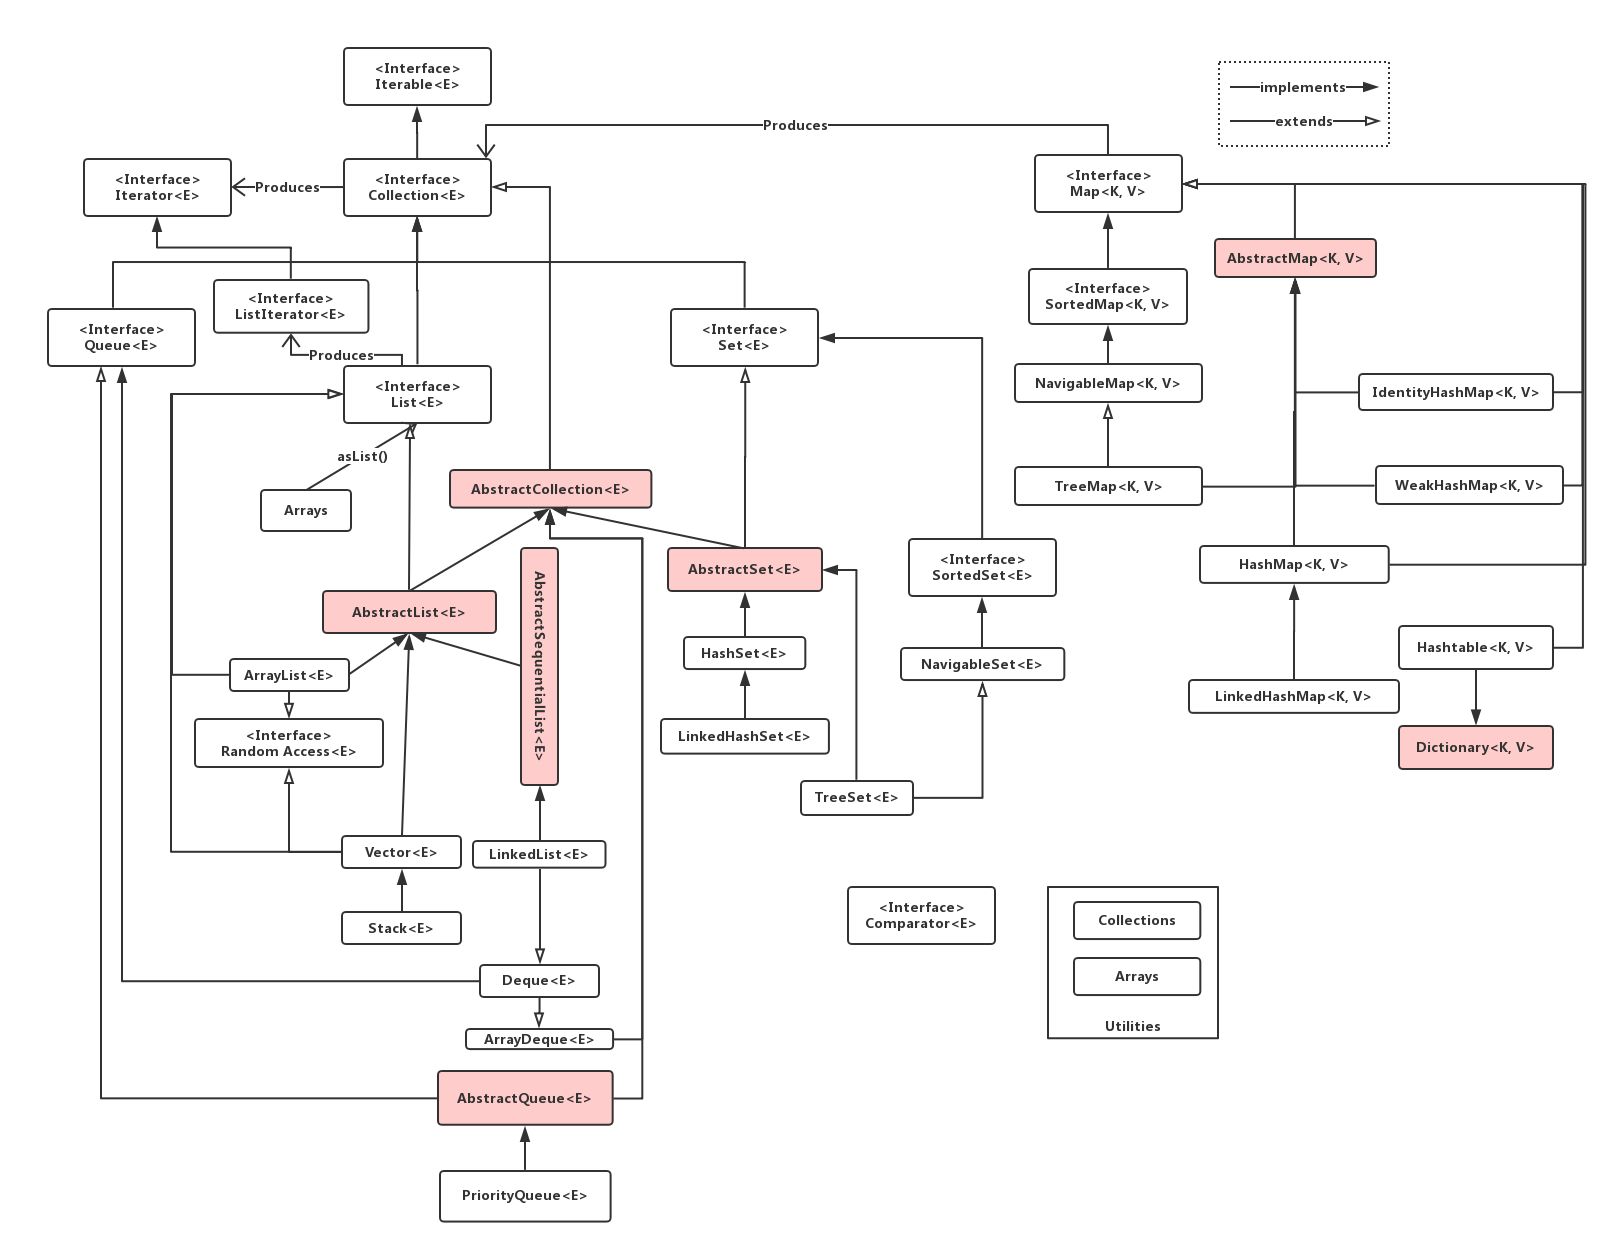 <Interface>
Iterable<E>
implements
extends
Produces
<Interface>
Iterator<E>
Produces
<Interface>
Collection<E>
<Interface>
Map<K, V>
AbstractMap<K, V>
<Interface>
ListIterator<E>
<Interface>
SortedMap<K, V>
<Interface>
Queue<E>
<Interface>
Set<E>
Produces
<Interface>
List<E>
NavigableMap<K, V>
IdentityHashMap<K, V>
asList()
AbstractCollection<E>
TreeMap<K, V>
WeakHashMap<K, V>
Arrays
AbstractSequentialList<E>
AbstractSet<E>
<Interface>
SortedSet<E>
HashMap<K, V>
AbstractList<E>
HashSet<E>
NavigableSet<E>
Hashtable<K, V>
ArrayList<E>
LinkedHashMap<K, V>
<Interface>
Random Access<E>
LinkedHashSet<E>
Dictionary<K, V>
TreeSet<E>
Vector<E>
LinkedList<E>
Stack<E>
<Interface>
Comparator<E>
Collections
Arrays
Utilities
Deque<E>
ArrayDeque<E>
AbstractQueue<E>
PriorityQueue<E>